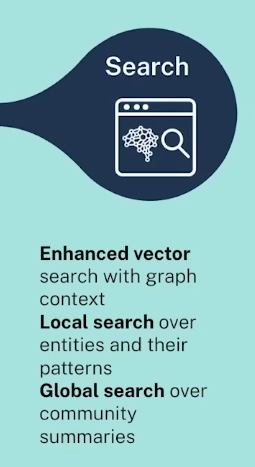 Search
Enhanced vector
search with graph
context
Local search over
entities and their
patterns
Global search over
community
summaries